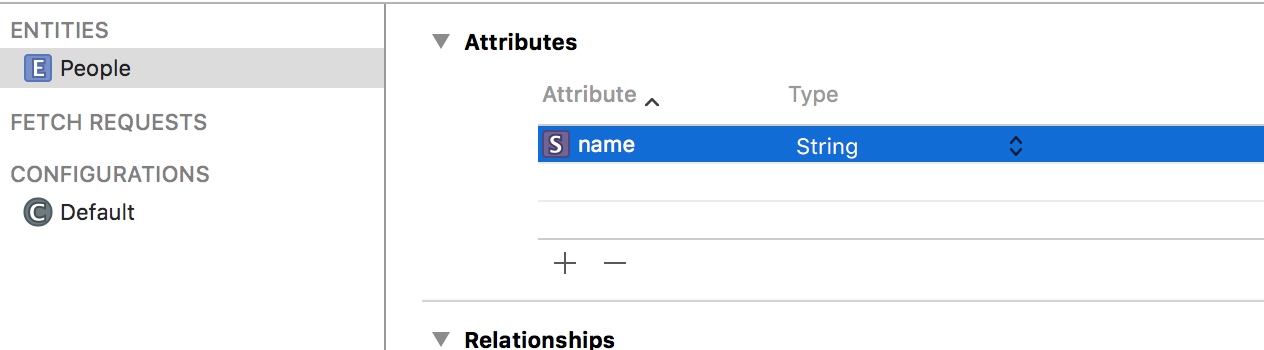 ENTITIES
E People
FETCH REQUESTS
CONFIGURATIONS
C Default
Attributes
Attribute Type
S name String
Relationships